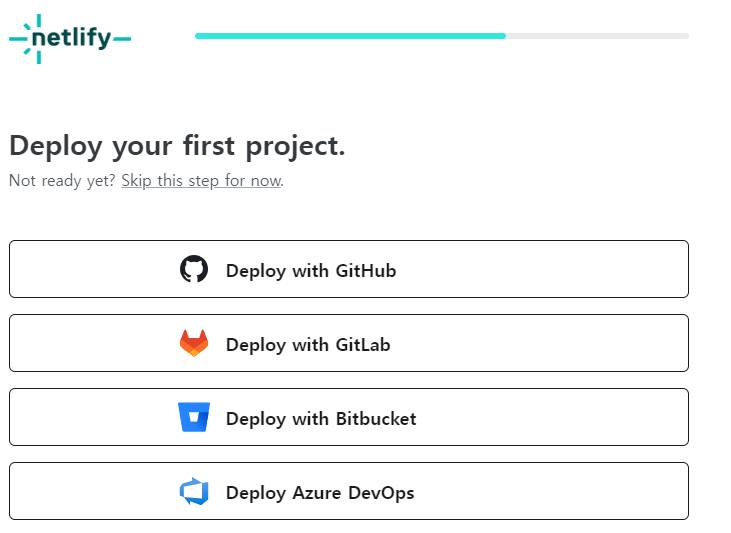 netlify
Deploy your first project.
Not ready yet? Skip this step for now.
Deploy with GitHub
Deploy with GitLab
Deploy with Bitbucket
Deploy Azure DevOps